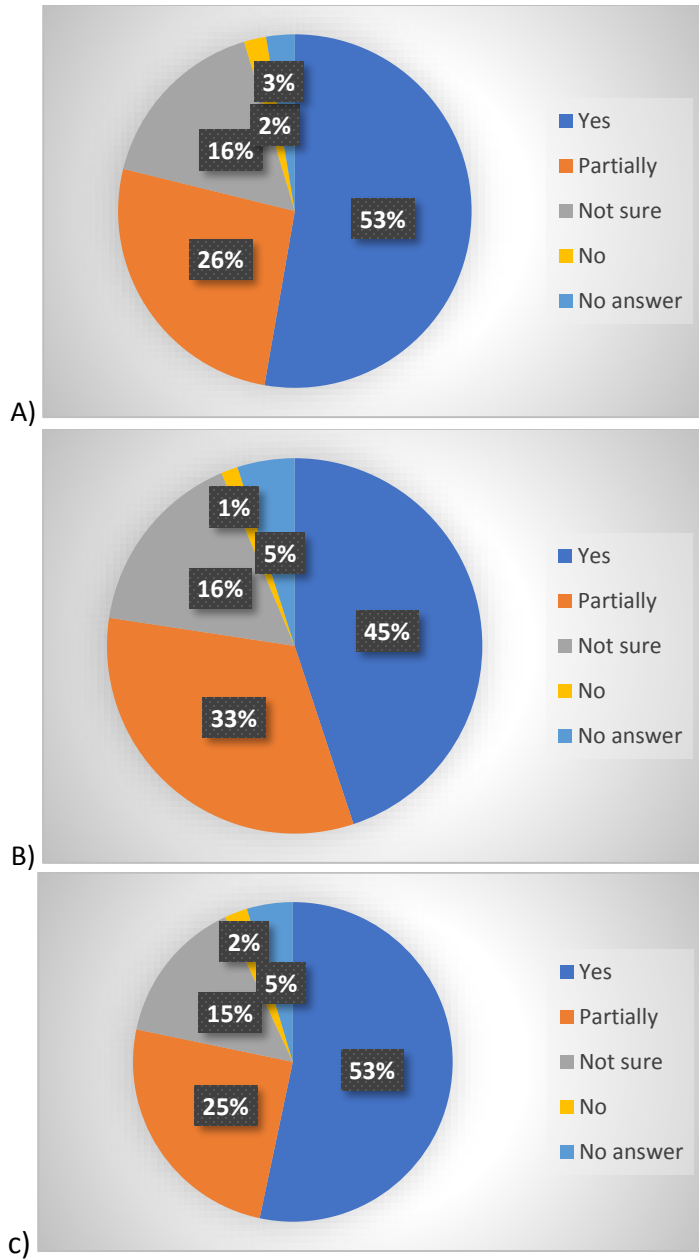 3%
2%
16%
53%
26%
Yes
Partially
Not sure
No
No answer
A)
1%
5%
16%
45%
33%
Yes
Partially
Not sure
No
No answer
B)
2%
5%
15%
53%
25%
Yes
Partially
Not sure
No
No answer
c)